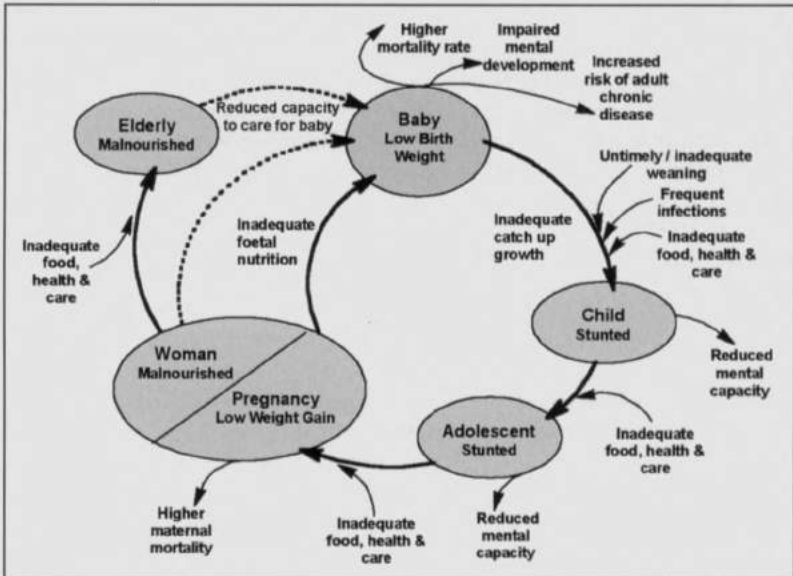 Higher
mortality rate
Impaired
mental
development
Increased
risk of adult
chronic
disease
Elderly
Malnourished
Reduced capacity
to care for baby
Baby
Low Birth
Weight
Untimely / inadequate
weaning
Frequent
infections
Inadequate
food, health &
care
Inadequate
foetal
nutrition
Inadequate
catch up
growth
Inadequate
food, health &
care
Child
Stunted
Woman
Malnourished
Reduced
mental
capacity
Pregnancy
Low Weight Gain
Adolescent
Stunted
Inadequate
food, health &
care
Higher
maternal
mortality
Inadequate
food, health &
care
Reduced
mental
capacity